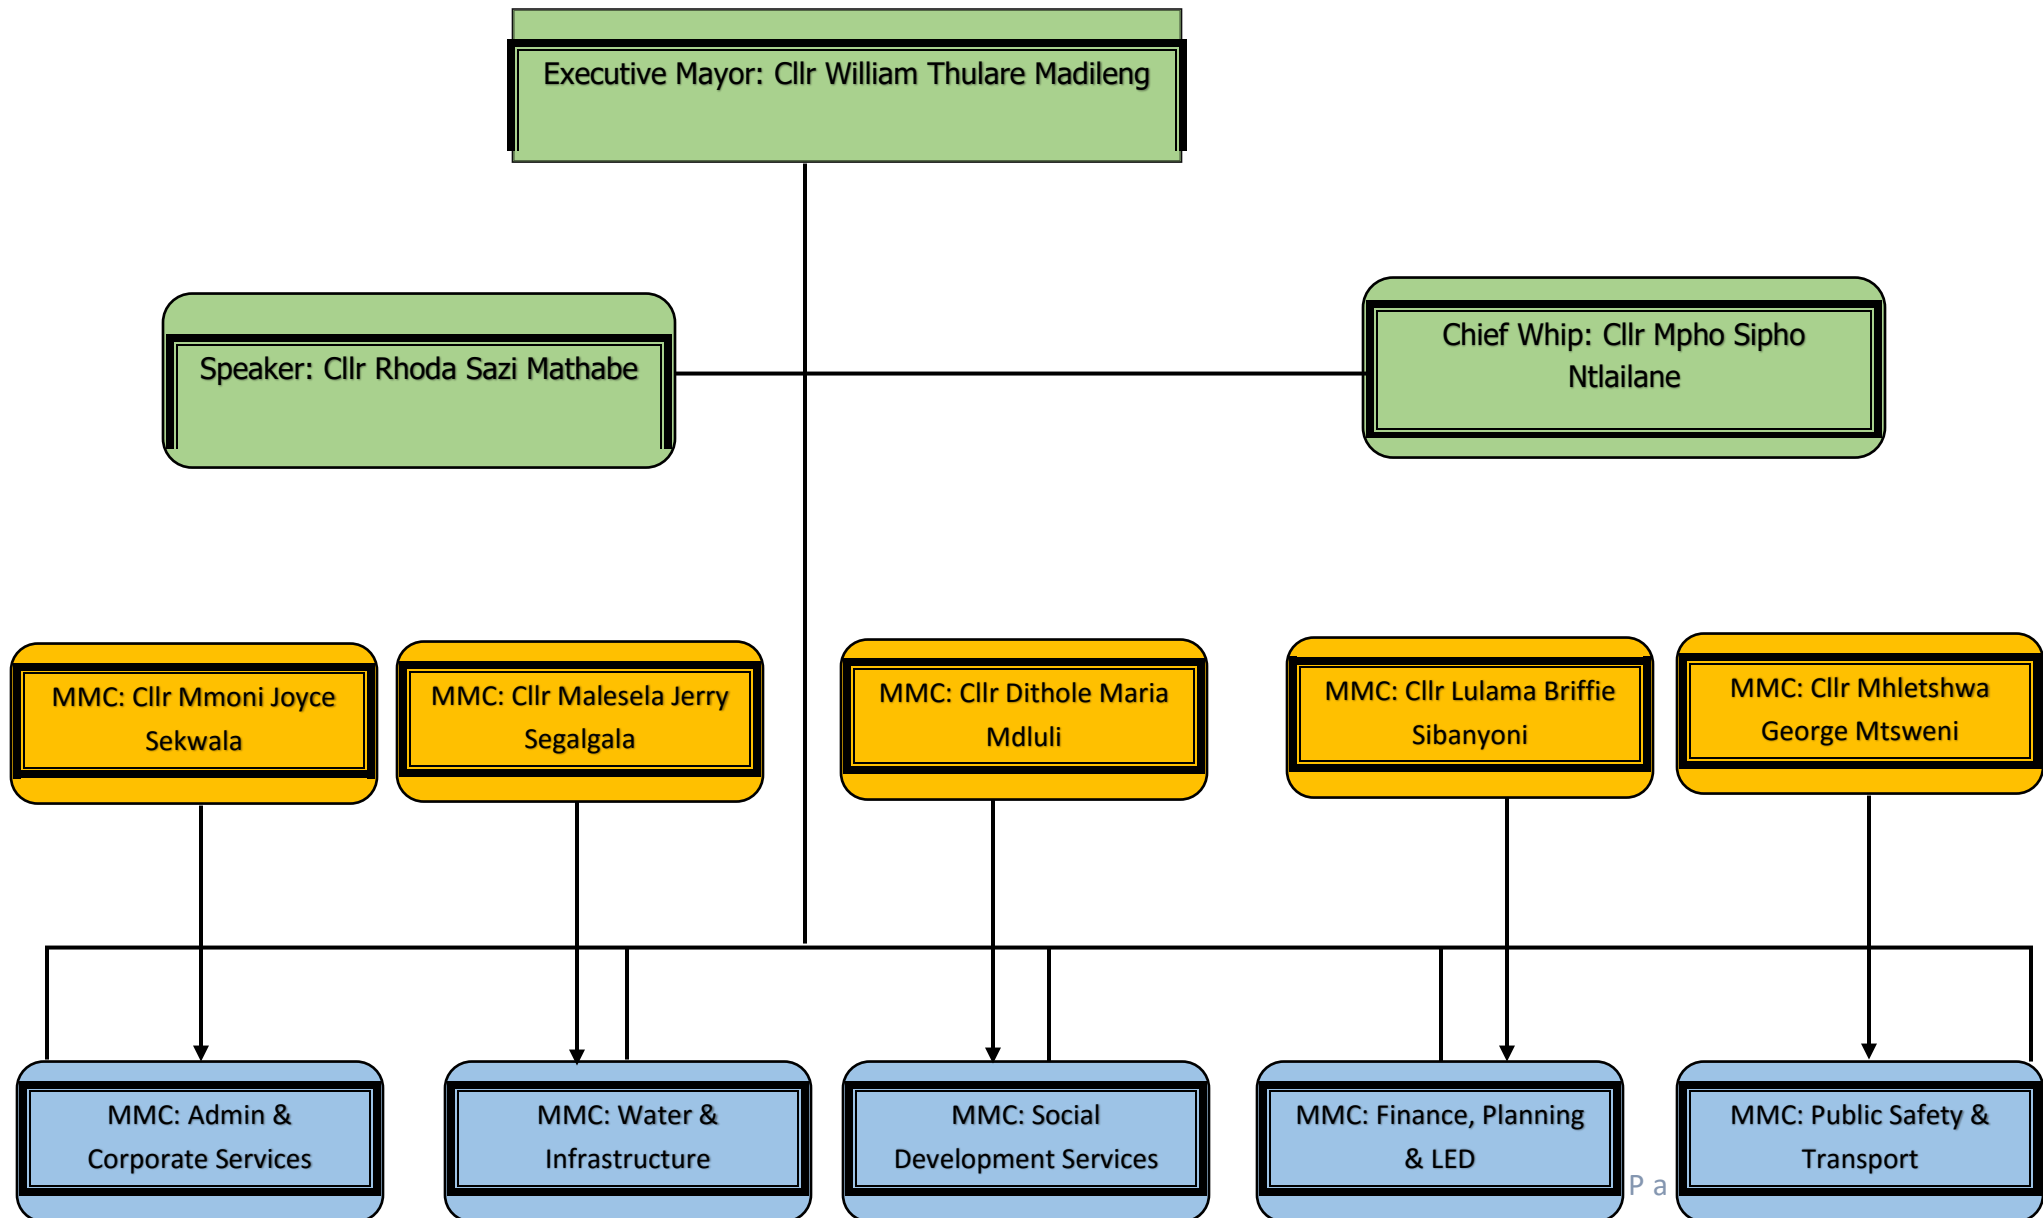 Executive Mayor: Cllr William Thulare Madileng
Speaker: Cllr Rhoda Sazi Mathabe
Chief Whip: Cllr Mpho Sipho
Ntlailane
MMC: Cllr Mmoni Joyce
Sekwala
MMC: Cllr Malesela Jerry
Segalgala
MMC: Cllr Dithole Maria
Mdluli
MMC: Cllr Lulama Briffie
Sibanyoni
MMC: Cllr Mhletshwa
George Mtsweni
MMC: Admin &
Corporate Services
MMC: Water &
Infrastructure
MMC: Social
Development Services
MMC: Finance, Planning
& LED
MMC: Public Safety &
Transport
P a